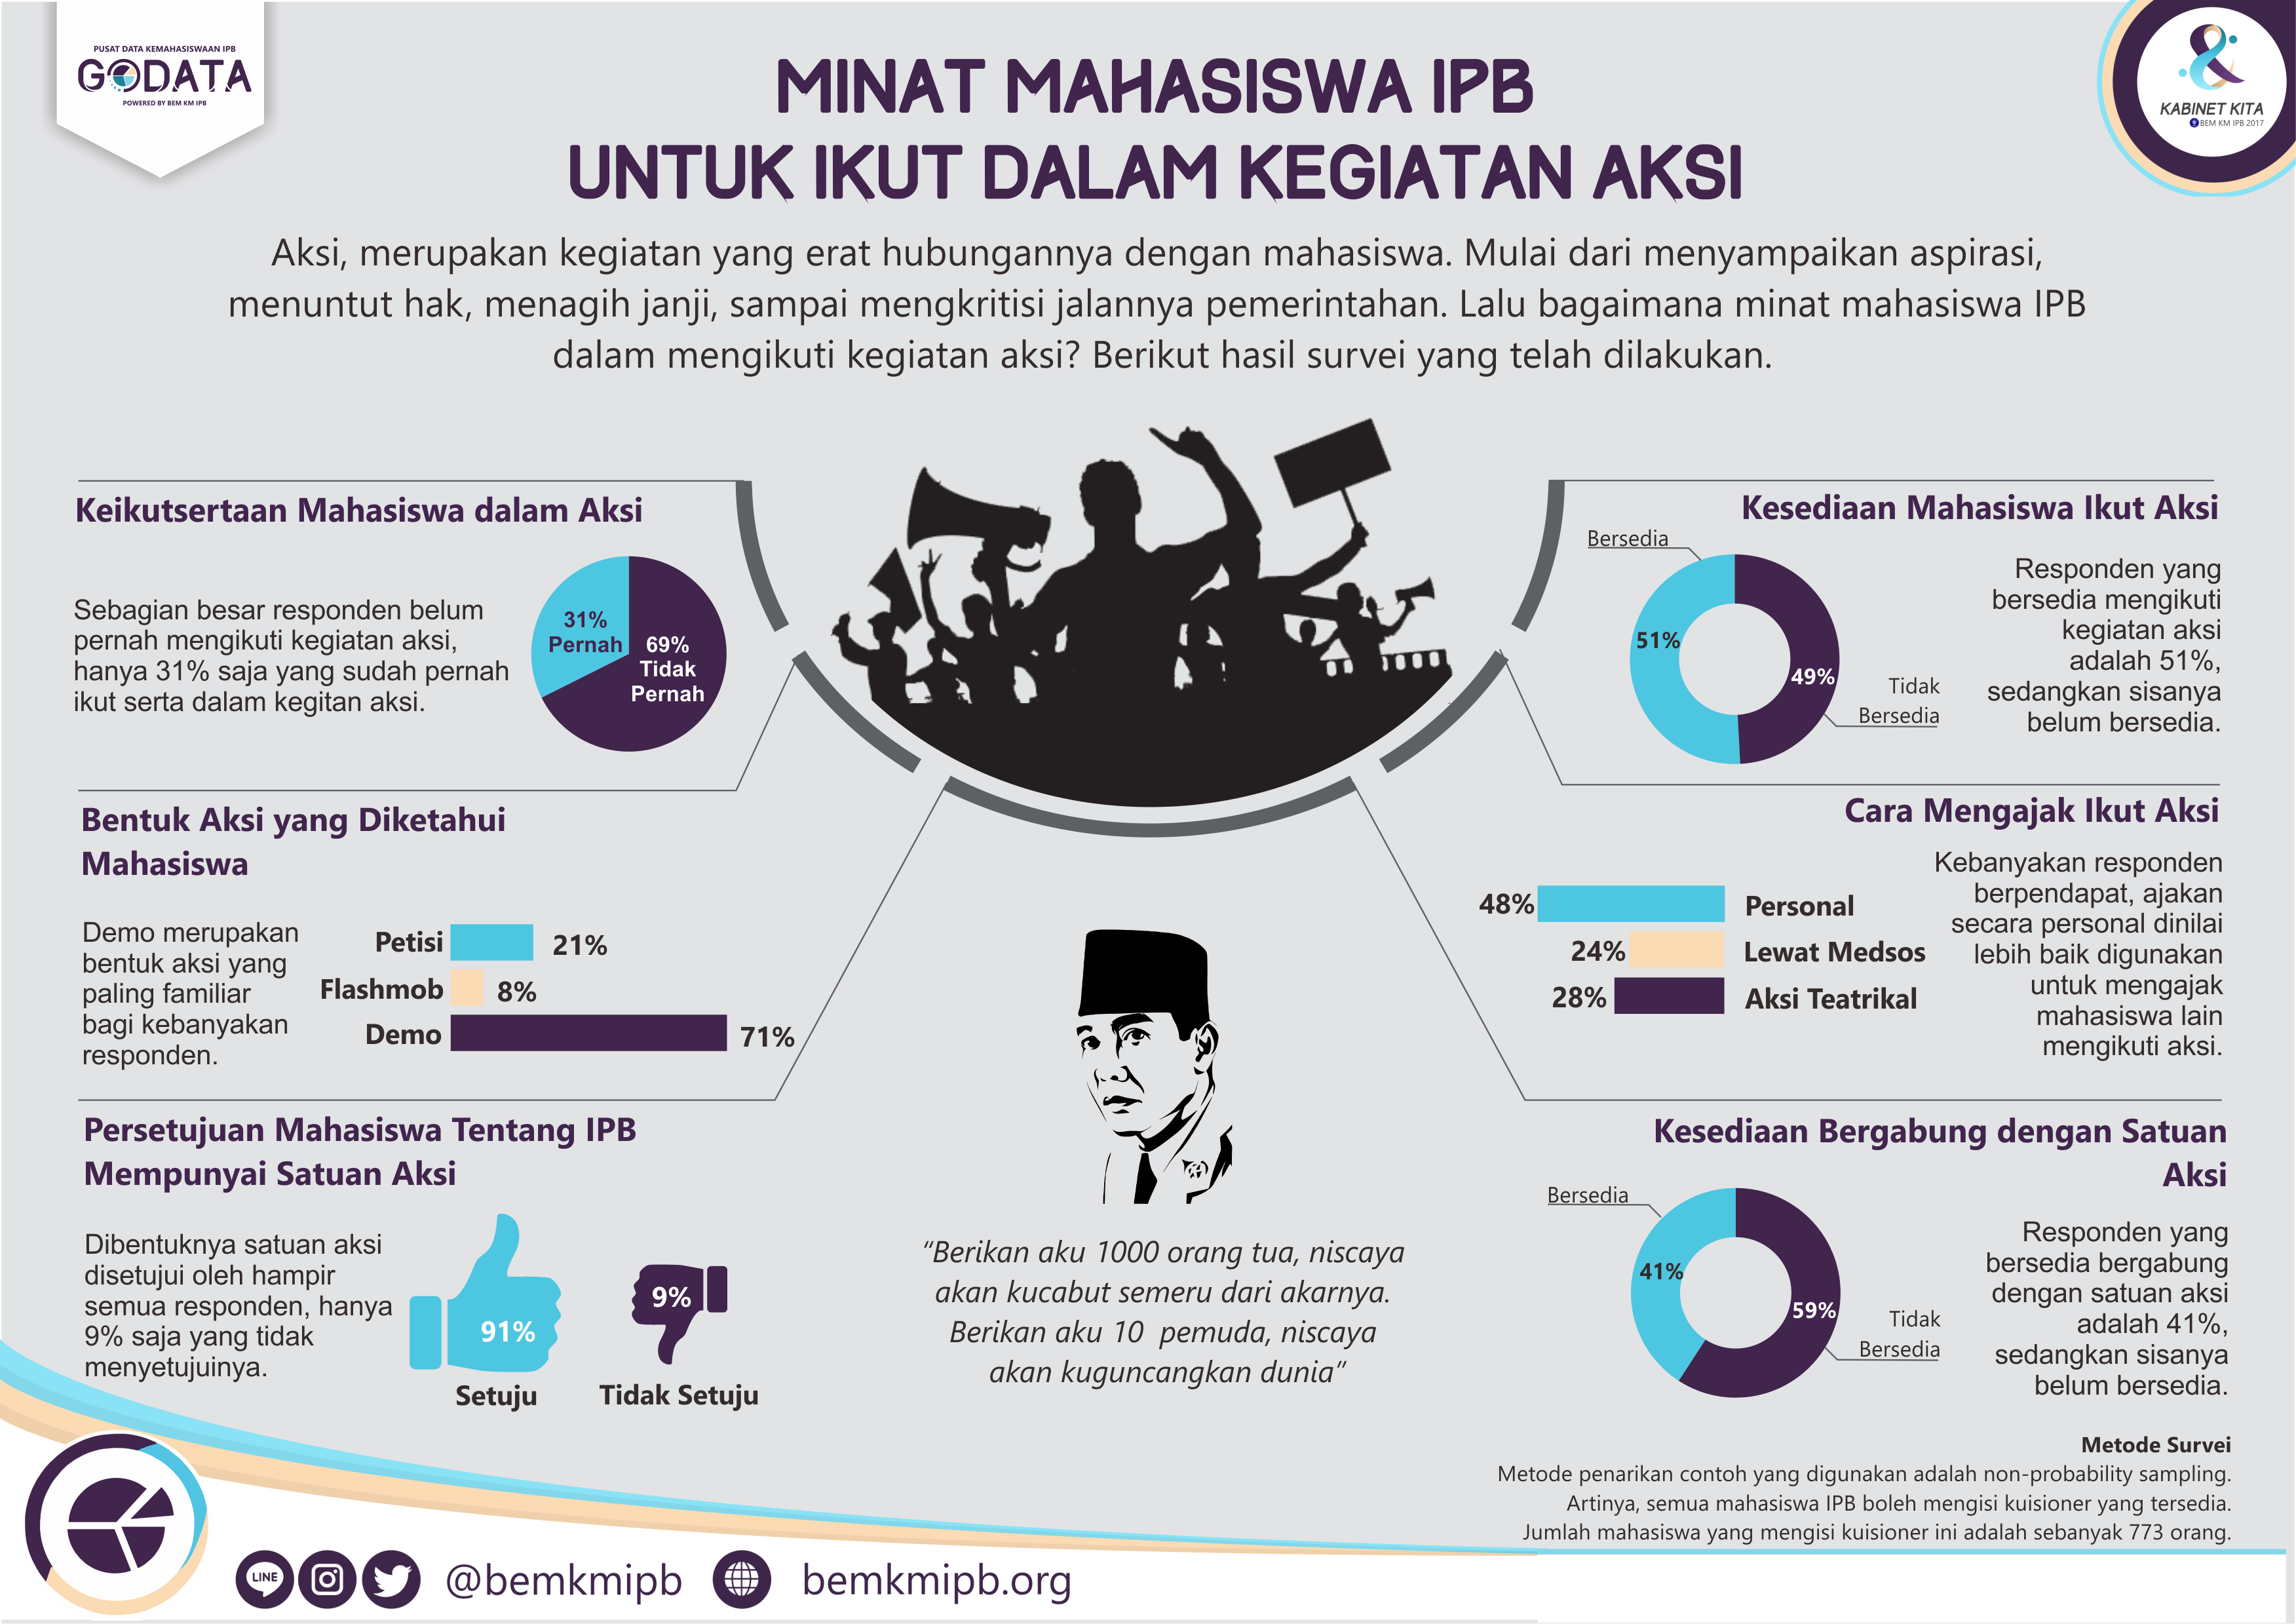 PUSAT DATA KEMAHASISWAAN IPB
GODATA
POWERED BY BEM KM IPB
KABINET KITA
BEM KM IPB 2017
MINAT MAHASISWA IPB
UNTUK IKUT DALAM KEGIATAN AKSI
Aksi, merupakan kegiatan yang erat hubungannya dengan mahasiswa. Mulai dari menyampaikan aspirasi,
menuntut hak, menagih janji, sampai mengkritisi jalannya pemerintahan. Lalu bagaimana minat mahasiswa IPB
dalam mengikuti kegiatan aksi? Berikut hasil survei yang telah dilakukan.
Keikutsertaan Mahasiswa dalam Aksi
Sebagian besar responden belum
pernah mengikuti kegiatan aksi,
hanya 31% saja yang sudah pernah
ikut serta dalam kegitan aksi.
31%
Pernah
69%
Tidak
Pernah
Bentuk Aksi yang Diketahui
Mahasiswa
Demo merupakan
bentuk aksi yang
paling familiar
bagi kebanyakan
responden.
Petisi 21%
Flashmob 8%
Demo 71%
Persetujuan Mahasiswa Tentang IPB
Mempunyai Satuan Aksi
Dibentuknya satuan aksi
disetujui oleh hampir
semua responden, hanya
9% saja yang tidak
menyetujuinya.
91%
Setuju
9%
Tidak Setuju
“Berikan aku 1000 orang tua, niscaya
akan kucabut semeru dari akarnya.
Berikan aku 10 pemuda, niscaya
akan kuguncangkan dunia”
Kesediaan Mahasiswa Ikut Aksi
Bersedia
51%
49%
Tidak
Bersedia
Responden yang
bersedia mengikuti
kegiatan aksi
adalah 51%,
sedangkan sisanya
belum bersedia.
Cara Mengajak Ikut Aksi
48% Personal
24% Lewat Medsos
28% Aksi Teatrikal
Kebanyakan responden
berpendapat, ajakan
secara personal dinilai
lebih baik digunakan
untuk mengajak
mahasiswa lain
mengikuti aksi.
Kesediaan Bergabung dengan Satuan
Aksi
Bersedia
41%
59%
Tidak
Bersedia
Responden yang
bersedia bergabung
dengan satuan aksi
adalah 41%,
sedangkan sisanya
belum bersedia.
Metode Survei
Metode penarikan contoh yang digunakan adalah non-probability sampling.
Artinya, semua mahasiswa IPB boleh mengisi kuisioner yang tersedia.
Jumlah mahasiswa yang mengisi kuisioner ini adalah sebanyak 773 orang.
LINE
@bemkmipb
bemkmipb.org